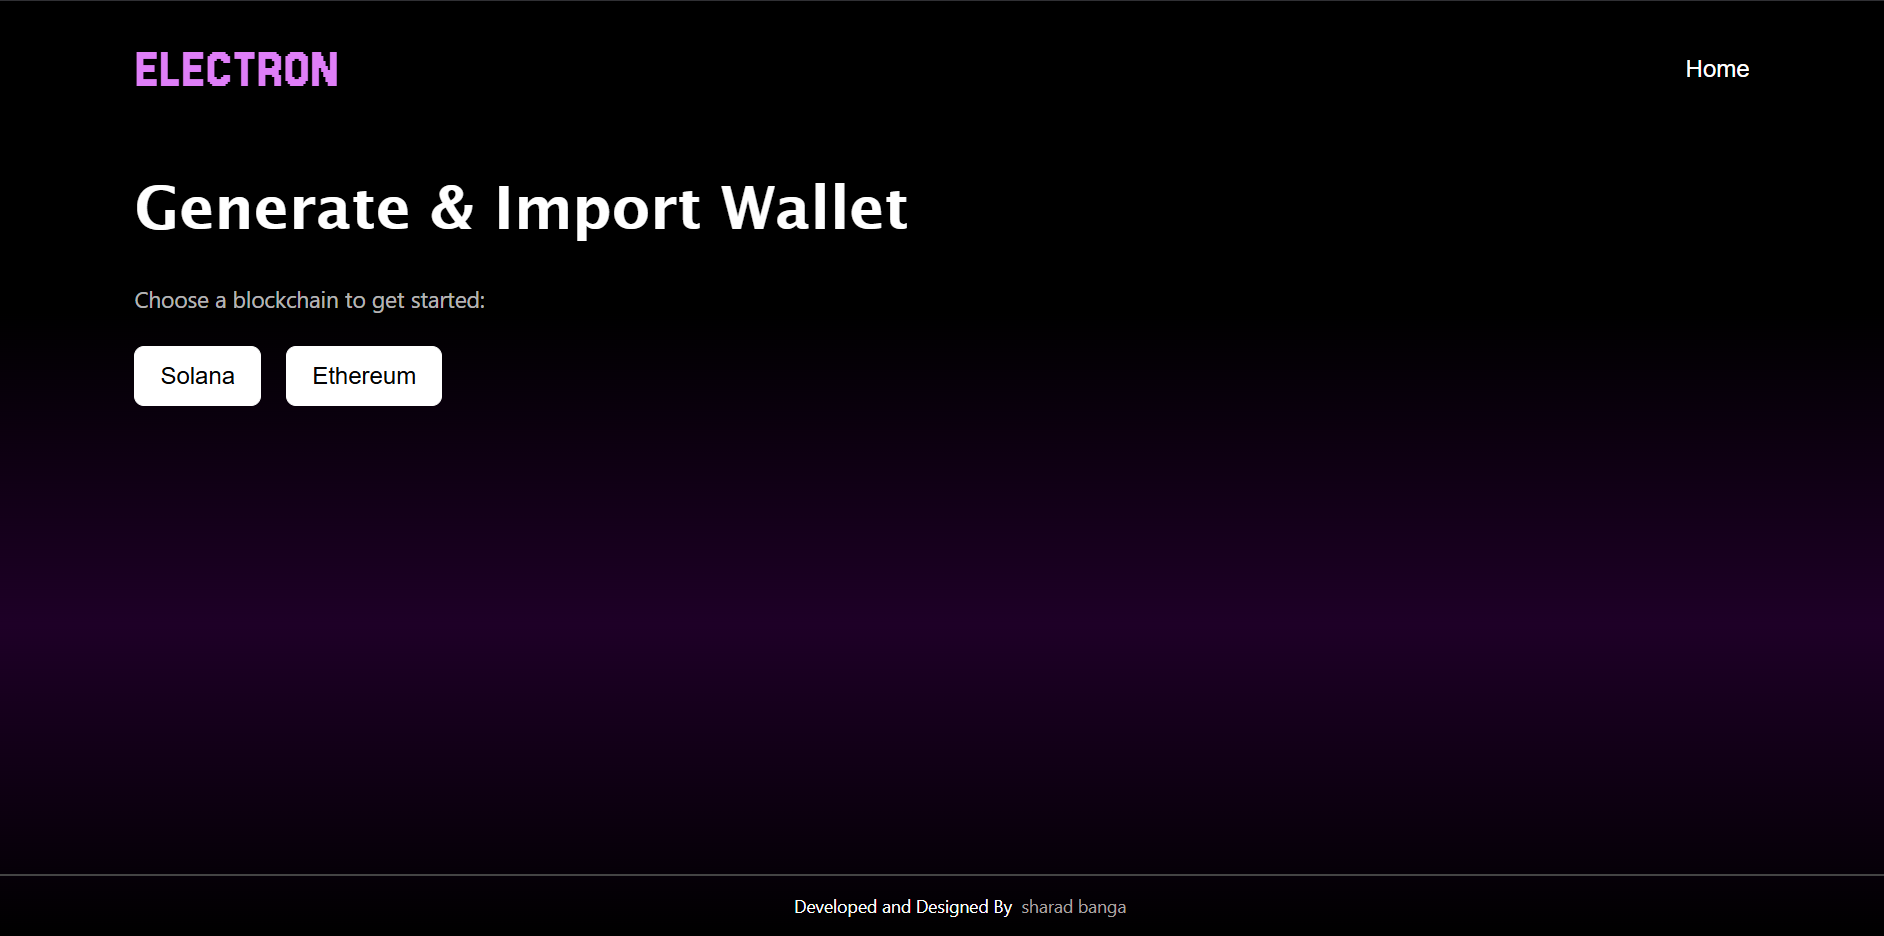 ELECTRON
Home
Generate & Import Wallet
Choose a blockchain to get started:
Solana
Ethereum
Developed and Designed By sharad banga